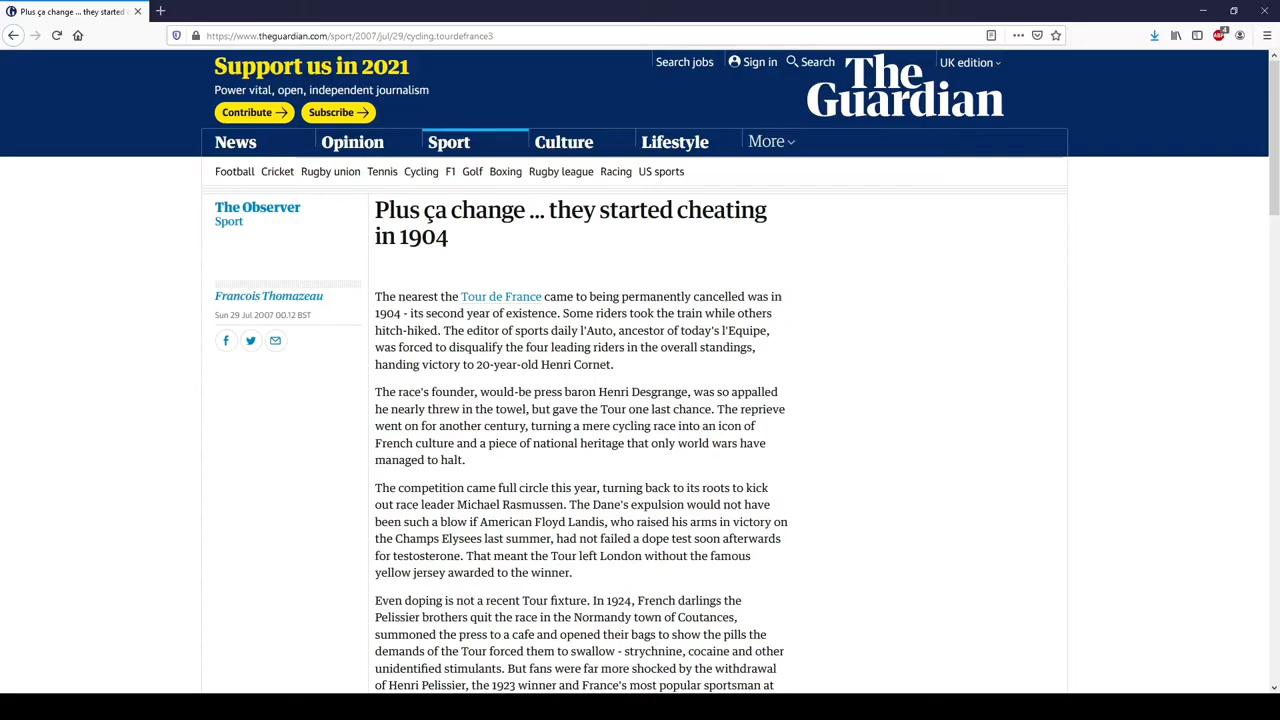 Plus ça change ... they started
https://www.theguardian.com/sport/2007/jul/29/cycling.tourdefrance3
4
Support us in 2021
Power vital, open, independent journalism
Contribute
Subscribe
Search jobs
Sign in
Search
The Guardian
UK edition
News
Opinion
Sport
Culture
Lifestyle
More
Football Cricket Rugby union Tennis Cycling F1 Golf Boxing Rugby league Racing US sports
The Observer
Sport
Plus ça change ... they started cheating
in 1904
Francois Thomazeau
Sun 29 Jul 2007 00.12 BST
The nearest the Tour de France came to being permanently cancelled was in
1904 - its second year of existence. Some riders took the train while others
hitch-hiked. The editor of sports daily l'Auto, ancestor of today's l'Equipe,
was forced to disqualify the four leading riders in the overall standings,
handing victory to 20-year-old Henri Cornet.
The race's founder, would-be press baron Henri Desgrange, was so appalled
he nearly threw in the towel, but gave the Tour one last chance. The reprieve
went on for another century, turning a mere cycling race into an icon of
French culture and a piece of national heritage that only world wars have
managed to halt.
The competition came full circle this year, turning back to its roots to kick
out race leader Michael Rasmussen. The Dane's expulsion would not have
been such a blow if American Floyd Landis, who raised his arms in victory on
the Champs Elysees last summer, had not failed a dope test soon afterwards
for testosterone. That meant the Tour left London without the famous
yellow jersey awarded to the winner.
Even doping is not a recent Tour fixture. In 1924, French darlings the
Pelissier brothers quit the race in the Normandy town of Coutances,
summoned the press to a cafe and opened their bags to show the pills the
demands of the Tour forced them to swallow - strychnine, cocaine and other
unidentified stimulants. But fans were far more shocked by the withdrawal
of Henri Pelissier, the 1923 winner and France's most popular sportsman at